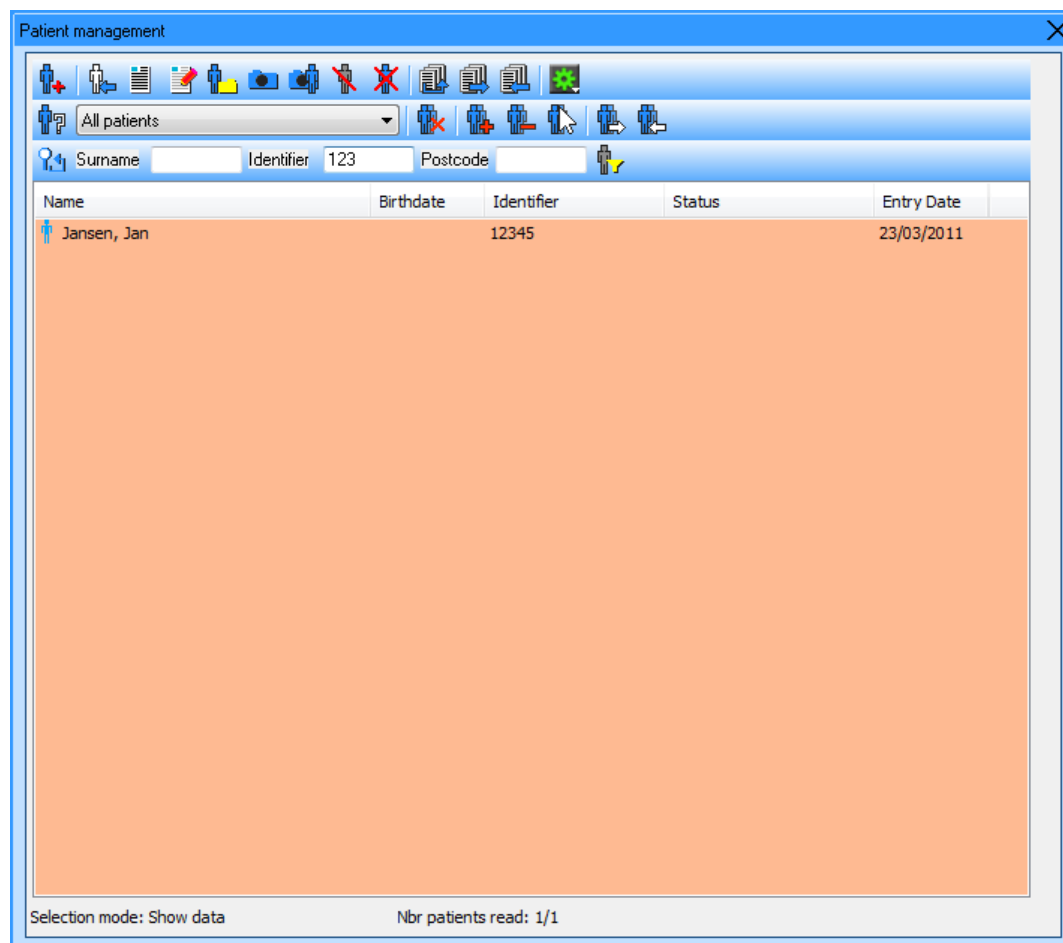 Patient management
All patients
Surname Identifier 123 Postcode
Name Birthdate Identifier Status Entry Date
Jansen, Jan 12345 23/03/2011
Selection mode: Show data Nbr patients read: 1/1